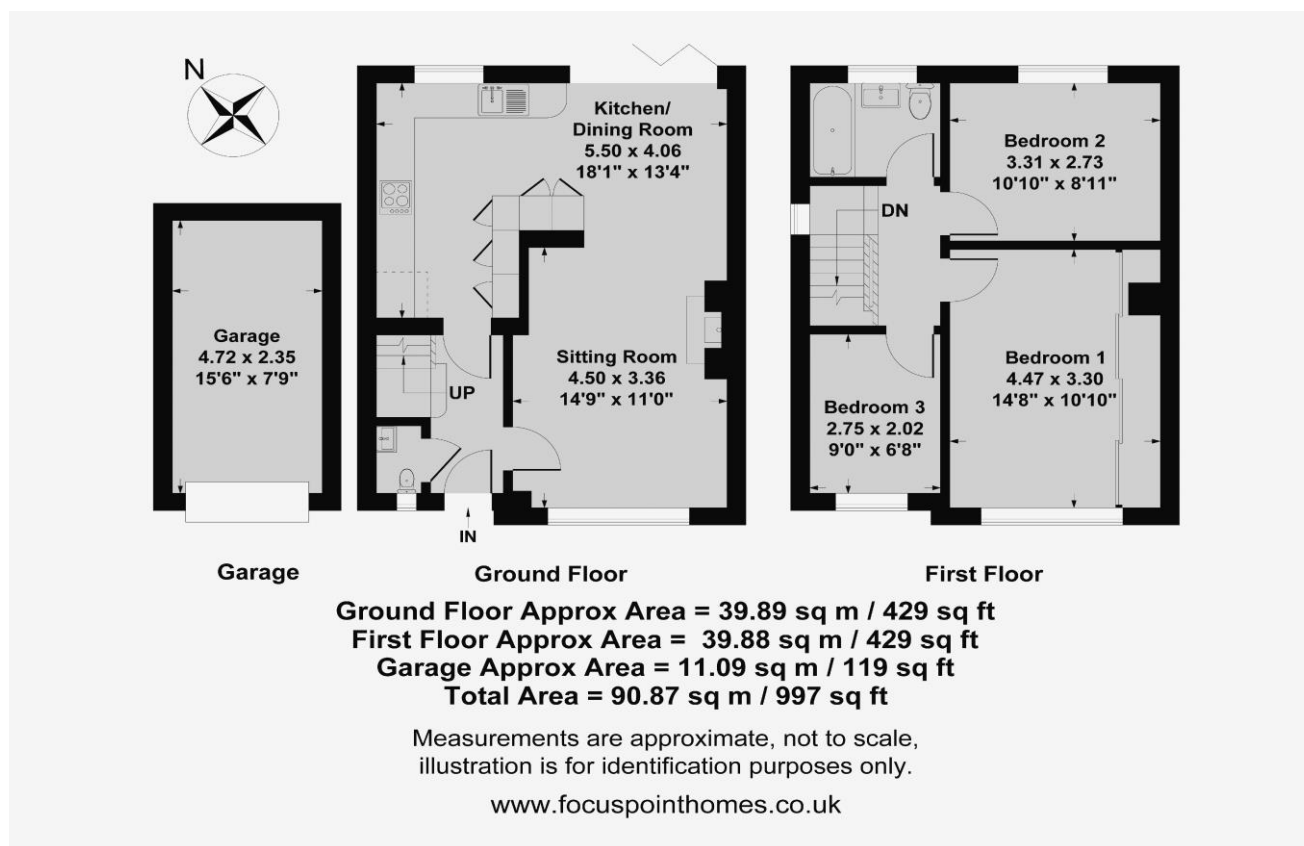 N
Kitchen/
Dining Room
5.50 x 4.06
18'1" x 13'4"
Bedroom 2
3.31 x 2.73
10'10" x 8'11"
DN
Garage
4.72 x 2.35
15'6" x 7'9"
Sitting Room
4.50 x 3.36
14'9" x 11'0"
UP
Bedroom 1
4.47 x 3.30
14'8" x 10'10"
Bedroom 3
2.75 x 2.02
9'0" x 6'8"
IN
Garage
Ground Floor
First Floor
Ground Floor Approx Area = 39.89 sq m / 429 sq ft
First Floor Approx Area = 39.88 sq m / 429 sq ft
Garage Approx Area = 11.09 sq m / 119 sq ft
Total Area = 90.87 sq m / 997 sq ft
Measurements are approximate, not to scale,
illustration is for identification purposes only.
www.focuspointhomes.co.uk